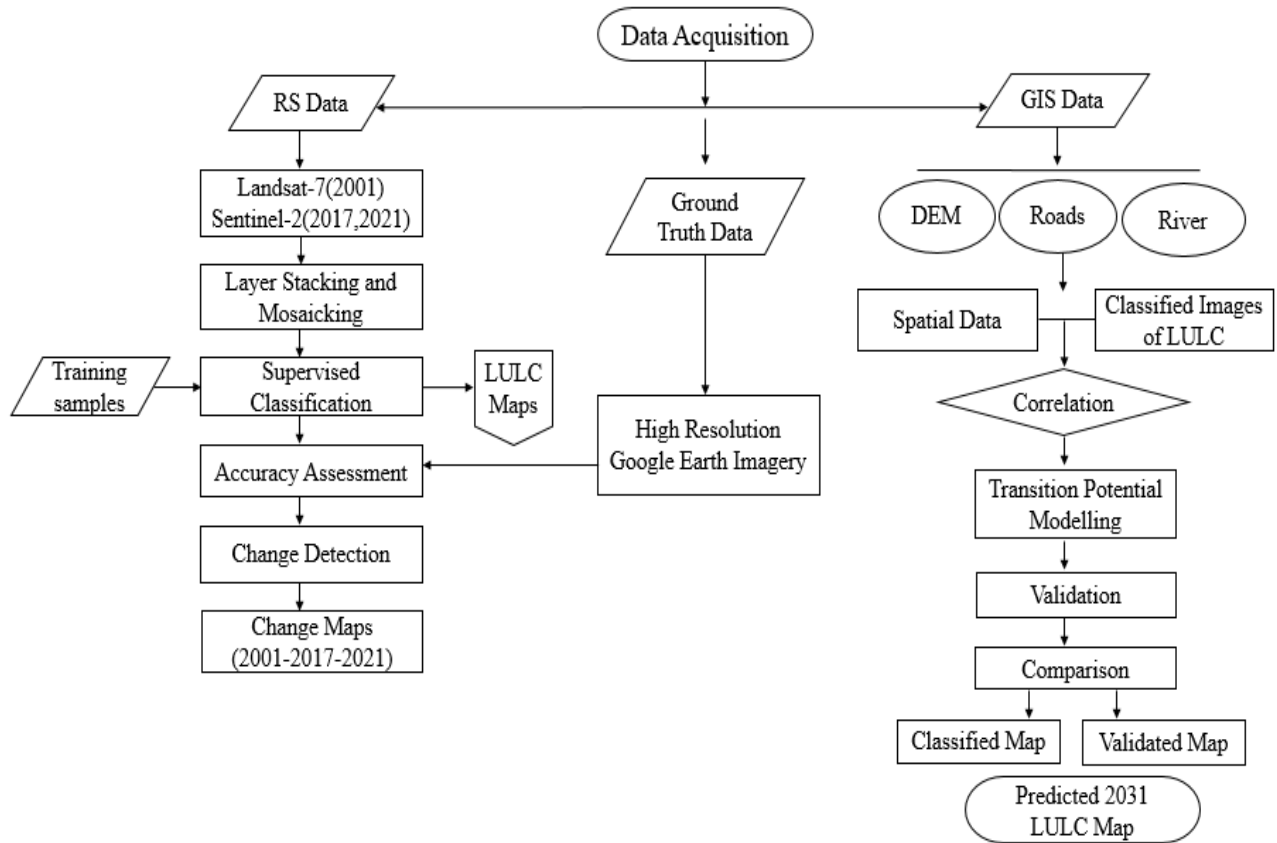 Data Acquisition
RS Data
GIS Data
Landsat-7(2001)
Sentinel-2(2017,2021)
Ground
Truth Data
DEM
Roads
River
Layer Stacking and
Mosaicking
Spatial Data
Classified Images
of LULC
Training
samples
Supervised
Classification
LULC
Maps
Correlation
High Resolution
Google Earth Imagery
Accuracy Assessment
Transition Potential
Modelling
Change Detection
Validation
Change Maps
(2001-2017-2021)
Comparison
Classified Map
Validated Map
Predicted 2031
LULC Map